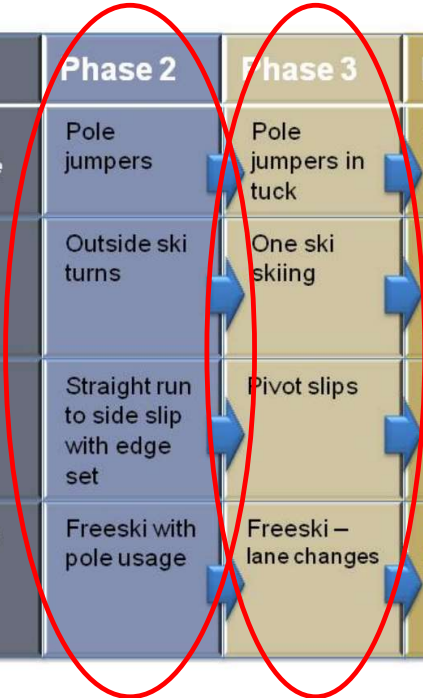 Phase 2
Phase 3
Pole
jumpers
Pole
jumpers in
tuck
Outside ski
turns
One ski
skiing
Straight run
to side slip
with edge
set
Pivot slips
Freeski with
pole usage
Freeski –
lane changes